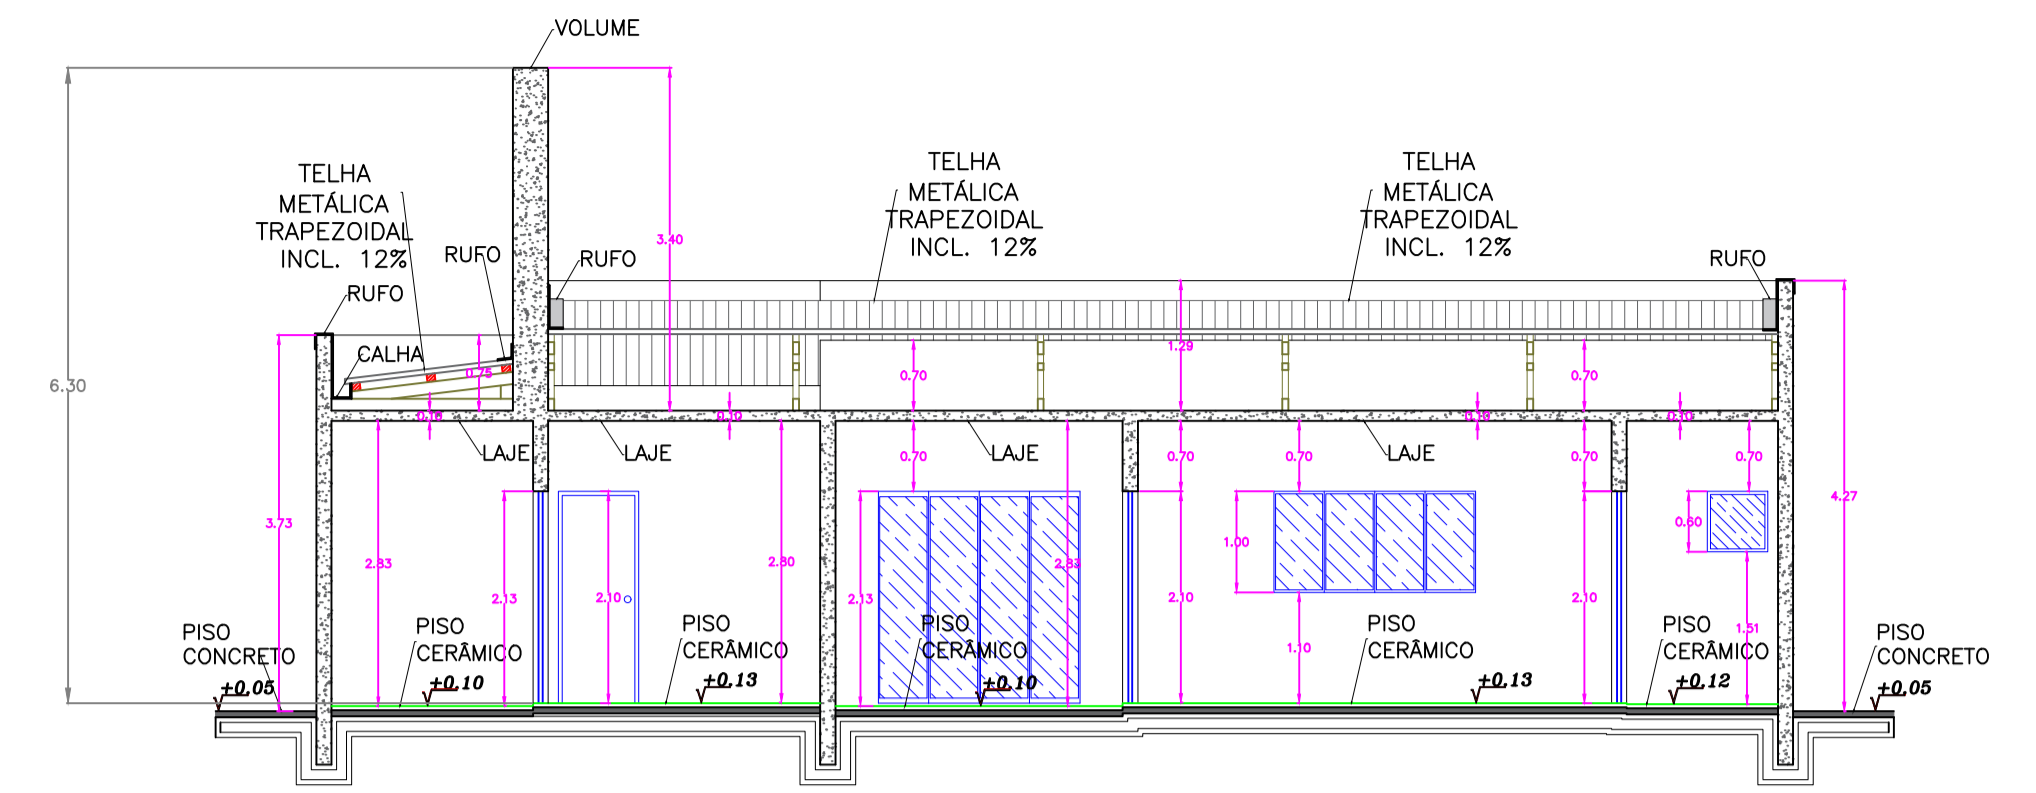 VOLUME
TELHA
METÁLICA
TRAPEZOIDAL
INCL. 12%
TELHA
METÁLICA
TRAPEZOIDAL
INCL. 12%
TELHA
METÁLICA
TRAPEZOIDAL
INCL. 12%
3.40
RUFO
RUFO
RUFO
RUFO
CALHA
0.75
1.29
0.70
0.70
6.30
0.10
0.10
0.10
LAJE
LAJE
LAJE
LAJE
0.70
0.70
0.70
0.70
0.70
3.73
4.27
0.60
1.00
2.83
2.80
2.83
2.13
2.10
2.13
2.10
2.10
1.10
1.51
PISO
CONCRETO
PISO
CERÂMICO
PISO
CERÂMICO
PISO
CERÂMICO
PISO
CERÂMICO
PISO
CERÂMICO
PISO
CONCRETO
+0.05
+0.10
+0.13
+0.10
+0.13
+0.12
+0.05